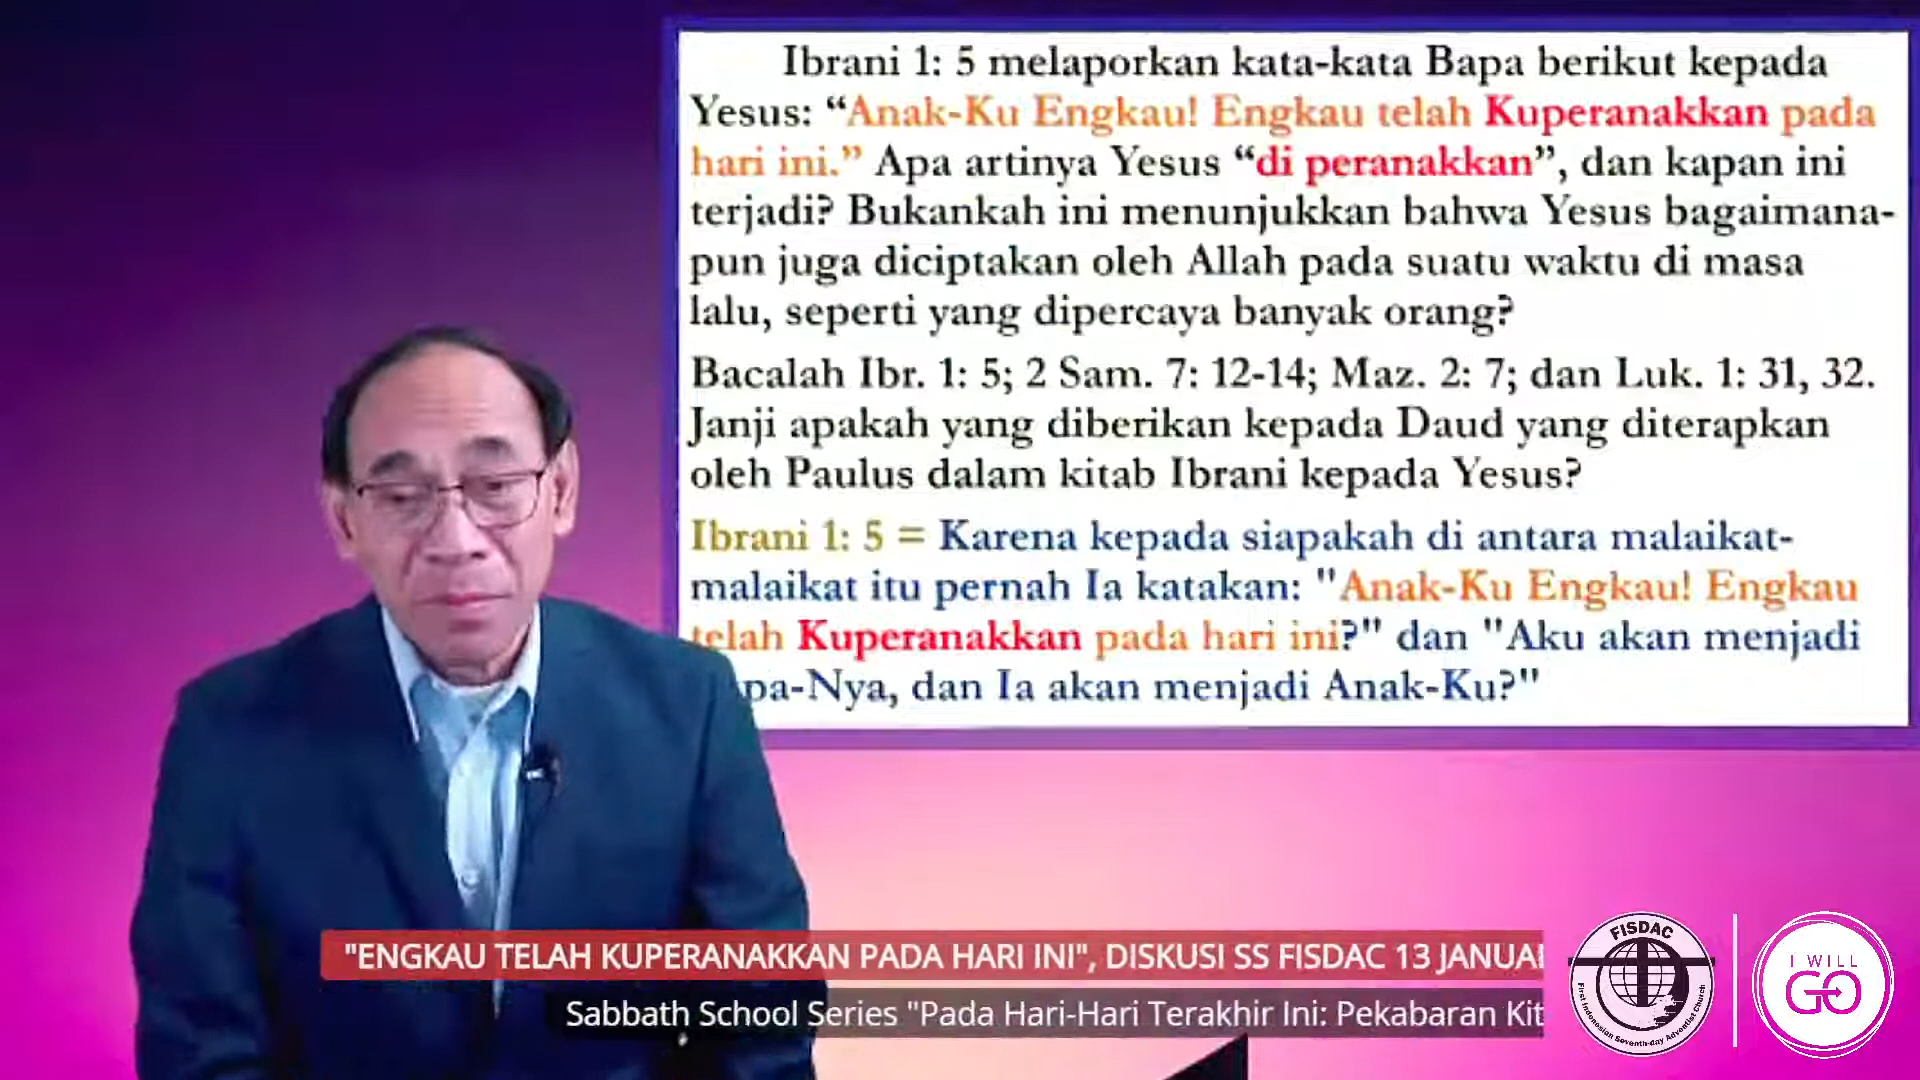 Ibrani 1: 5 melaporkan kata-kata Bapa berikut kepada
Yesus: “Anak-Ku Engkau! Engkau telah Kuperanakkan pada
hari ini.” Apa artinya Yesus “di peranakkan”, dan kapan ini
terjadi? Bukankah ini menunjukkan bahwa Yesus bagaimana-
pun juga diciptakan oleh Allah pada suatu waktu di masa
lalu, seperti yang dipercaya banyak orang?
Bacalah Ibr. 1: 5; 2 Sam. 7: 12-14; Maz. 2: 7; dan Luk. 1: 31, 32.
Janji apakah yang diberikan kepada Daud yang diterapkan
oleh Paulus dalam kitab Ibrani kepada Yesus?
Ibrani 1: 5 = Karena kepada siapakah di antara malaikat-
malaikat itu pernah Ia katakan: "Anak-Ku Engkau! Engkau
telah Kuperanakkan pada hari ini?" dan "Aku akan menjadi
pa-Nya, dan Ia akan menjadi Anak-Ku?"
"ENGKAU TELAH KUPERANAKKAN PADA HARI INI", DISKUSI SS FISDAC 13 JANUA
Sabbath School Series "Pada Hari-Hari Terakhir Ini: Pekabaran Kit
FISDAC
First Indonesian Seventh-day Adventist Church
I WILL
GO